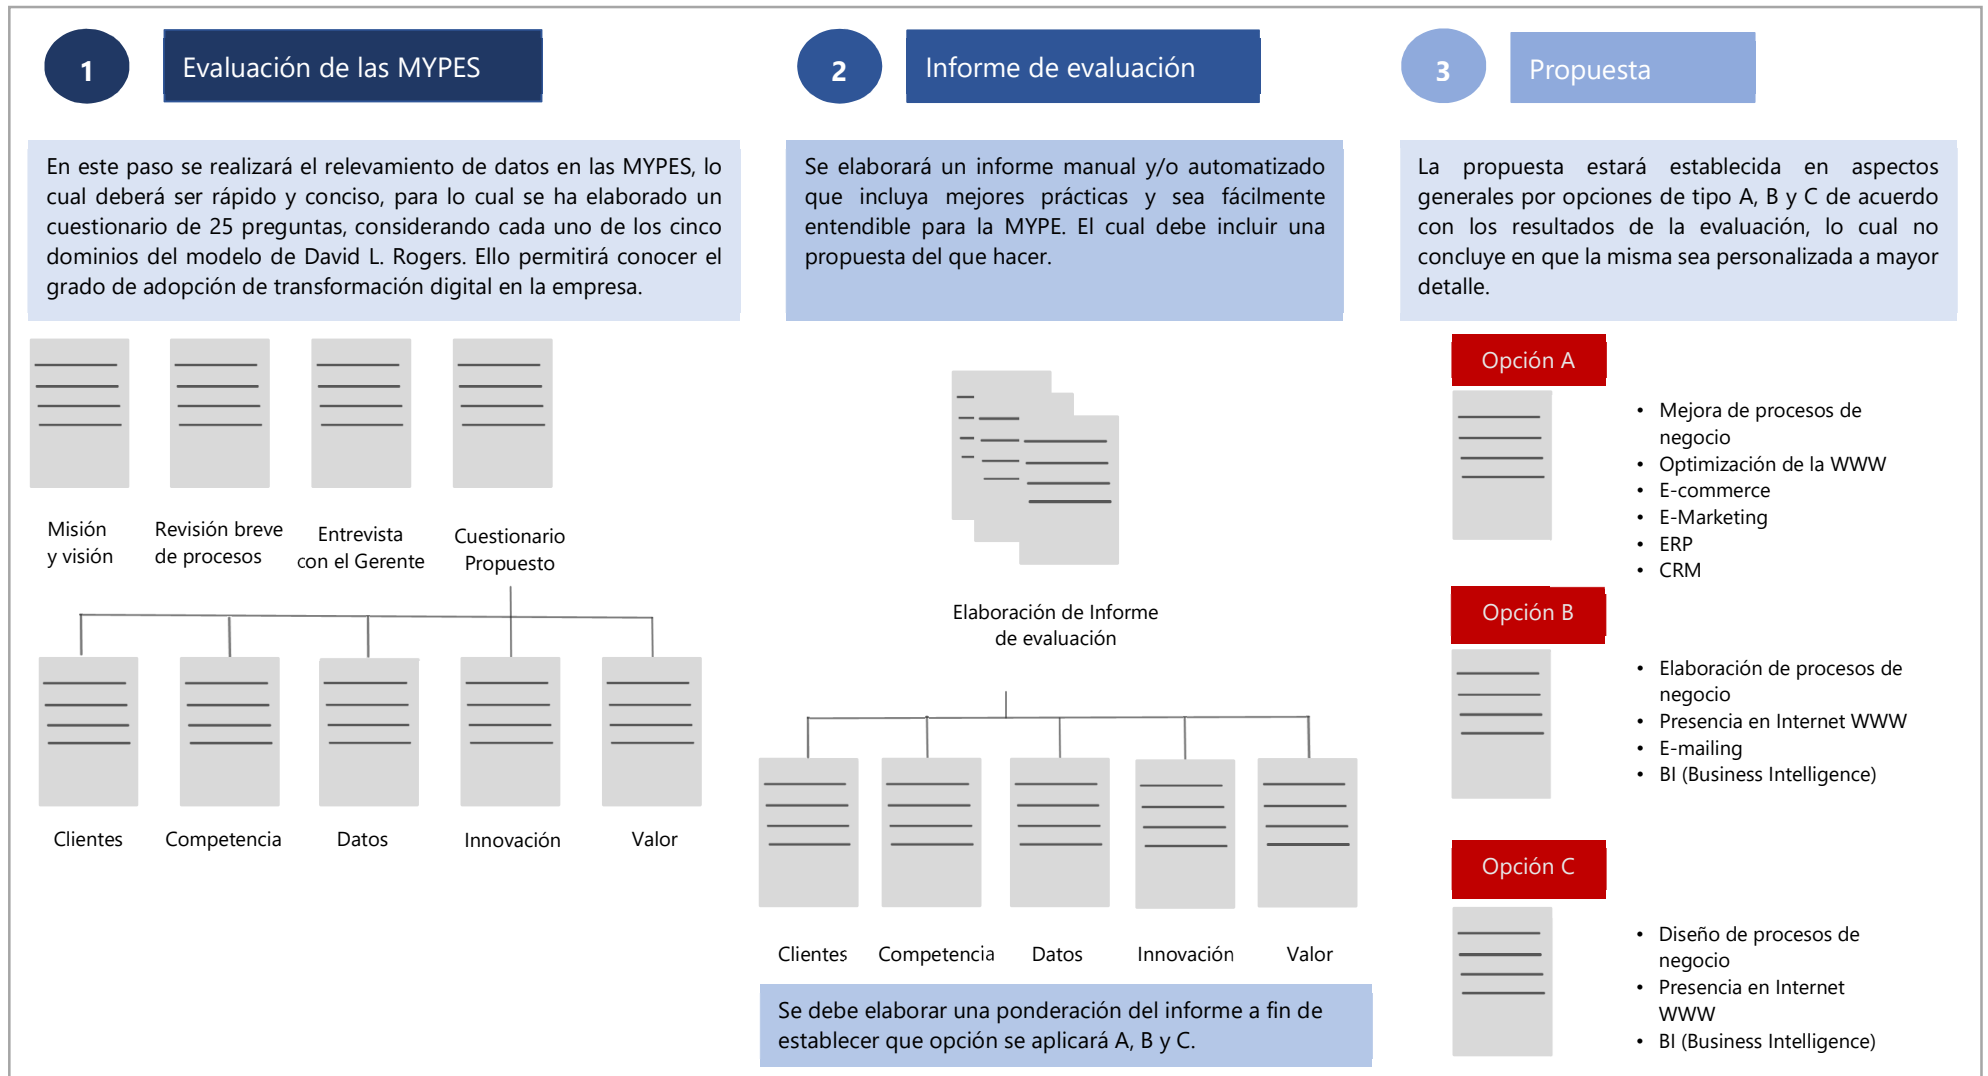 1
Evaluación de las MYPES
En este paso se realizará el relevamiento de datos en las MYPES, lo
cual deberá ser rápido y conciso, para lo cual se ha elaborado un
cuestionario de 25 preguntas, considerando cada uno de los cinco
dominios del modelo de David L. Rogers. Ello permitirá conocer el
grado de adopción de transformación digital en la empresa.
Misión
y visión
Revisión breve
de procesos
Entrevista
con el Gerente
Cuestionario
Propuesto
Clientes
Competencia
Datos
Innovación
Valor
2
Informe de evaluación
Se elaborará un informe manual y/o automatizado
que incluya mejores prácticas y sea fácilmente
entendible para la MYPE. El cual debe incluir una
propuesta del que hacer.
Elaboración de Informe
de evaluación
Clientes
Competencia
Datos
Innovación
Valor
Se debe elaborar una ponderación del informe a fin de
establecer que opción se aplicará A, B y C.
3
Propuesta
La propuesta estará establecida en aspectos
generales por opciones de tipo A, B y C de acuerdo
con los resultados de la evaluación, lo cual no
concluye en que la misma sea personalizada a mayor
detalle.
Opción A
• Mejora de procesos de
negocio
• Optimización de la WWW
• E-commerce
• E-Marketing
• ERP
• CRM
Opción B
• Elaboración de procesos de
negocio
• Presencia en Internet WWW
• E-mailing
• BI (Business Intelligence)
Opción C
• Diseño de procesos de
negocio
• Presencia en Internet
WWW
• BI (Business Intelligence)